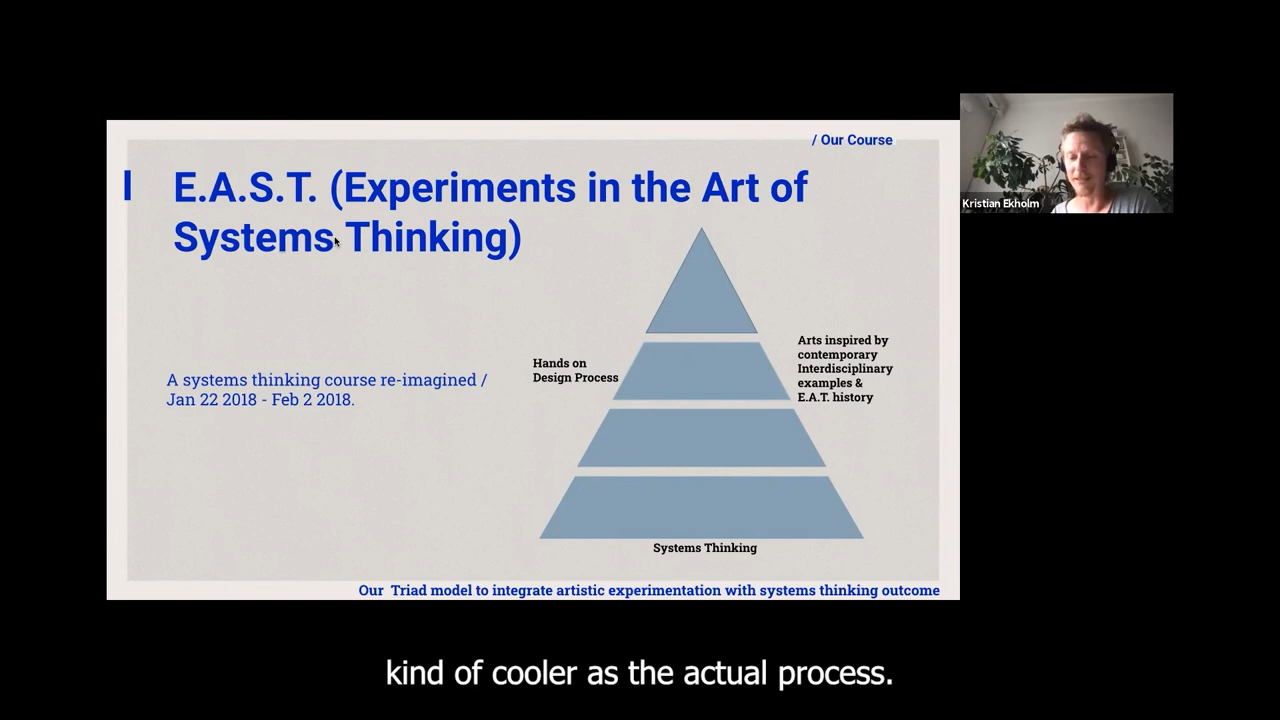 / Our Course
E.A.S.T. (Experiments in the Art of
Systems Thinking)
A systems thinking course re-imagined /
Jan 22 2018 - Feb 2 2018.
Hands on
Design Process
Arts inspired by
contemporary
Interdisciplinary
examples &
E.A.T. history
Systems Thinking
Our Triad model to integrate artistic experimentation with systems thinking outcome
Kristian Ekholm
kind of cooler as the actual process.